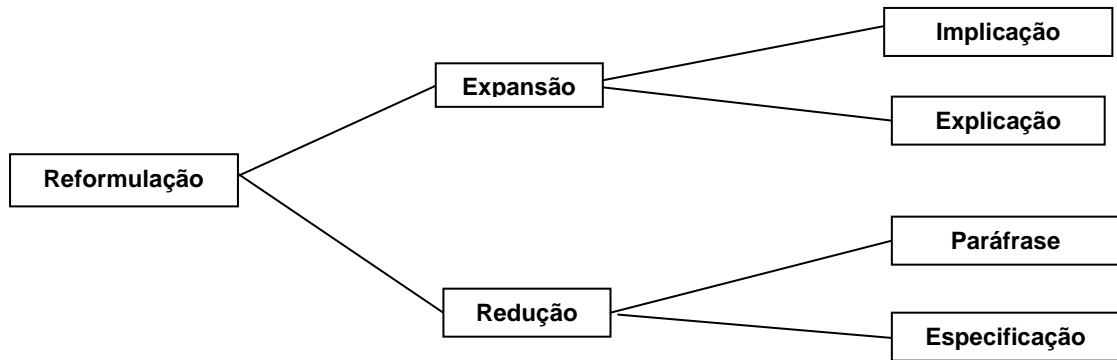 Implicação
Expansão
Explicação
Reformulação
Paráfrase
Redução
Especificação